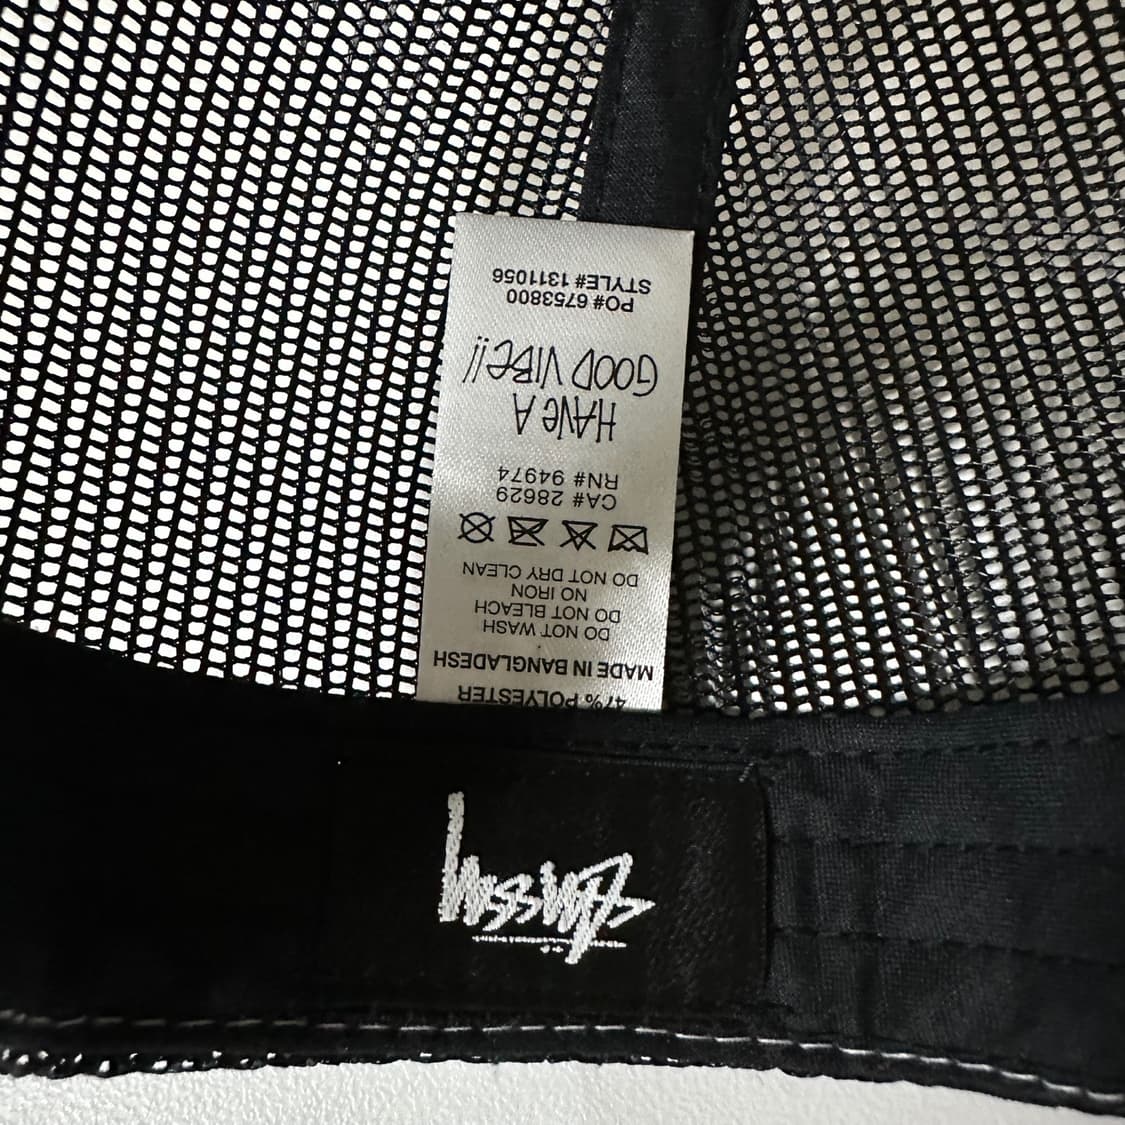 47% POLYESTER
MADE IN BANGLADESH
DO NOT WASH
DO NOT BLEACH
NO IRON
DO NOT DRY CLEAN
CA# 28629
RN# 94974
HAVE A
GOOD VIBE!!
PO# 6753800
STYLE# 1311056
Stüssy